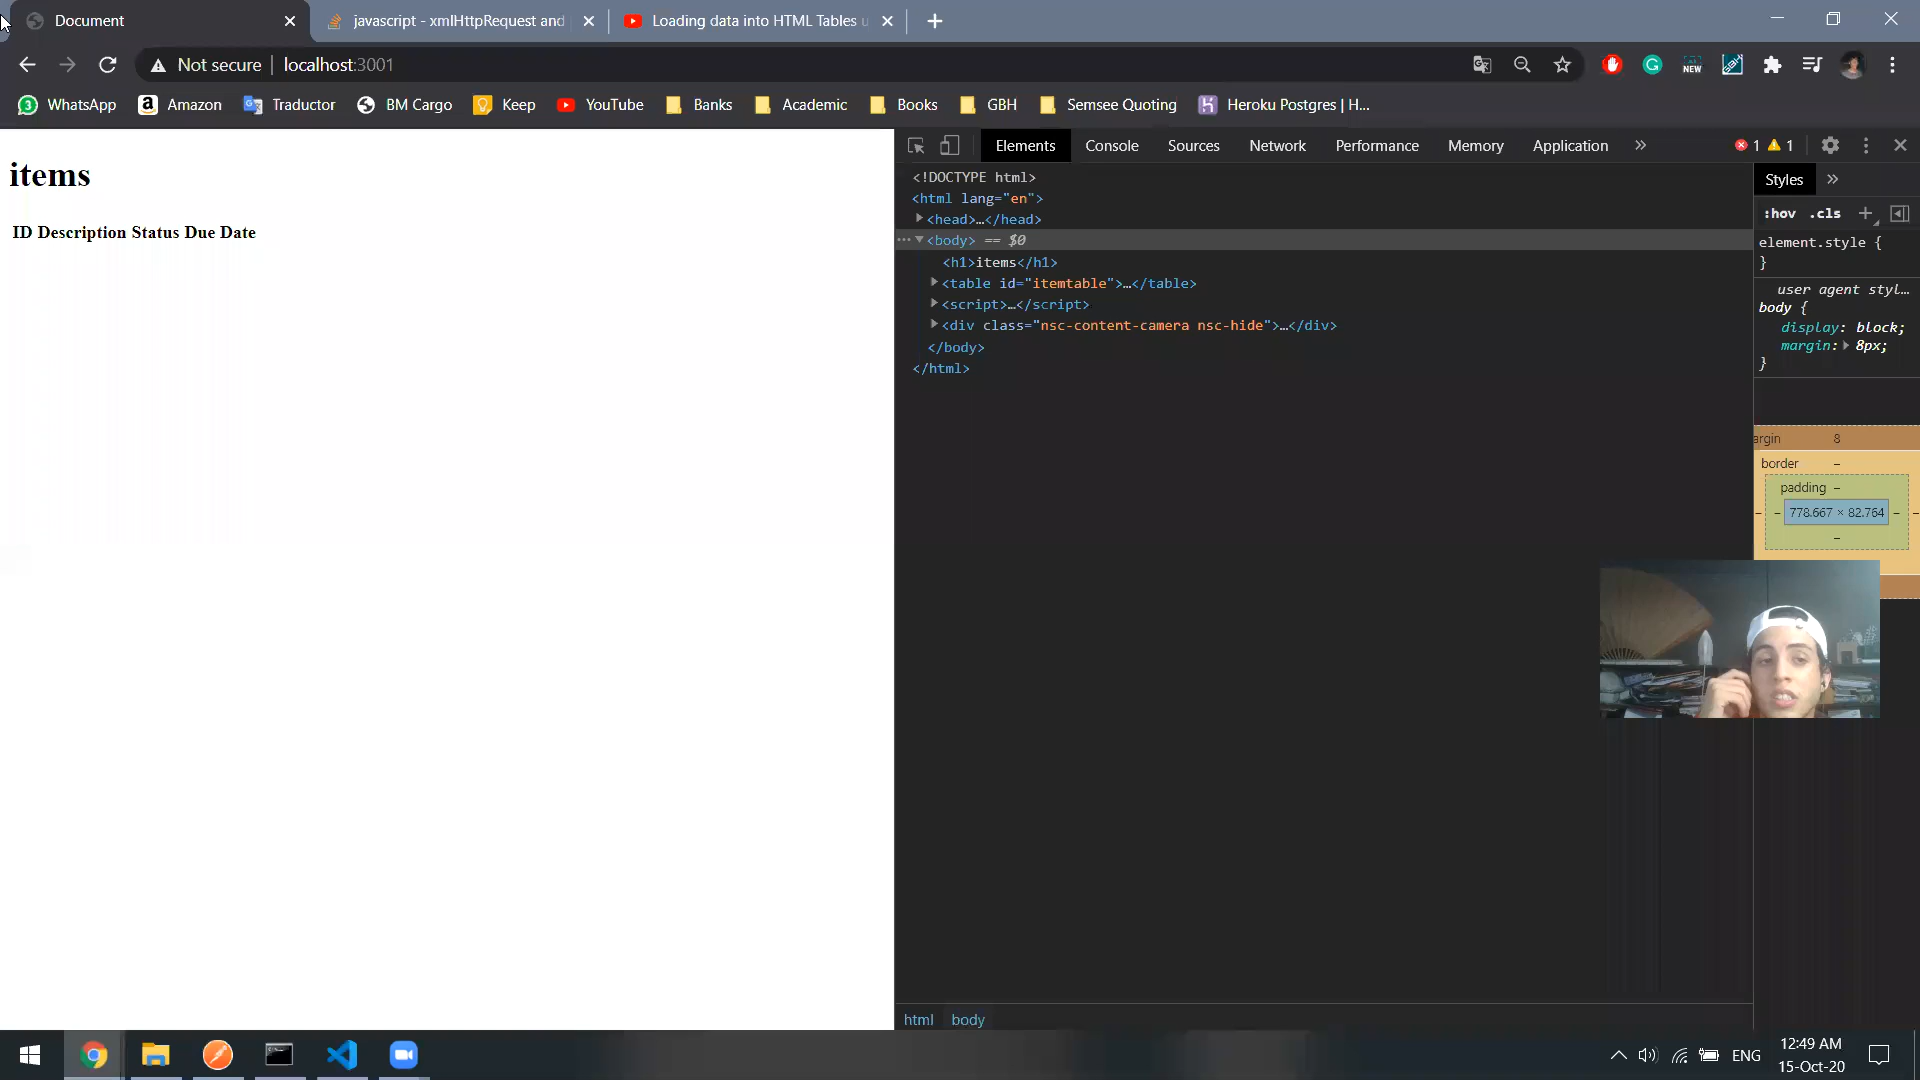 Document
javascript - xmlHttpRequest and
Loading data into HTML Tables u
Not secure
localhost:3001
NEW
3
WhatsApp
Amazon
Traductor
BM Cargo
Keep
YouTube
Banks
Academic
Books
GBH
Semsee Quoting
Heroku Postgres | H...
items
ID Description Status Due Date
Elements
Console
Sources
Network
Performance
Memory
Application
1
1
<!DOCTYPE html>
<html lang="en">
<head>…</head>
<body> == $0
<h1>items</h1>
<table id="itemtable">…</table>
<script>…</script>
<div class="nsc-content-camera nsc-hide">…</div>
</body>
</html>
Styles
:hov .cls
element.style {
}
user agent styl…
body {
display: block;
margin: 8px;
}
argin 8
border –
padding –
– – 778.667 × 82.764 – –
–
html body
ENG
12:49 AM
15-Oct-20